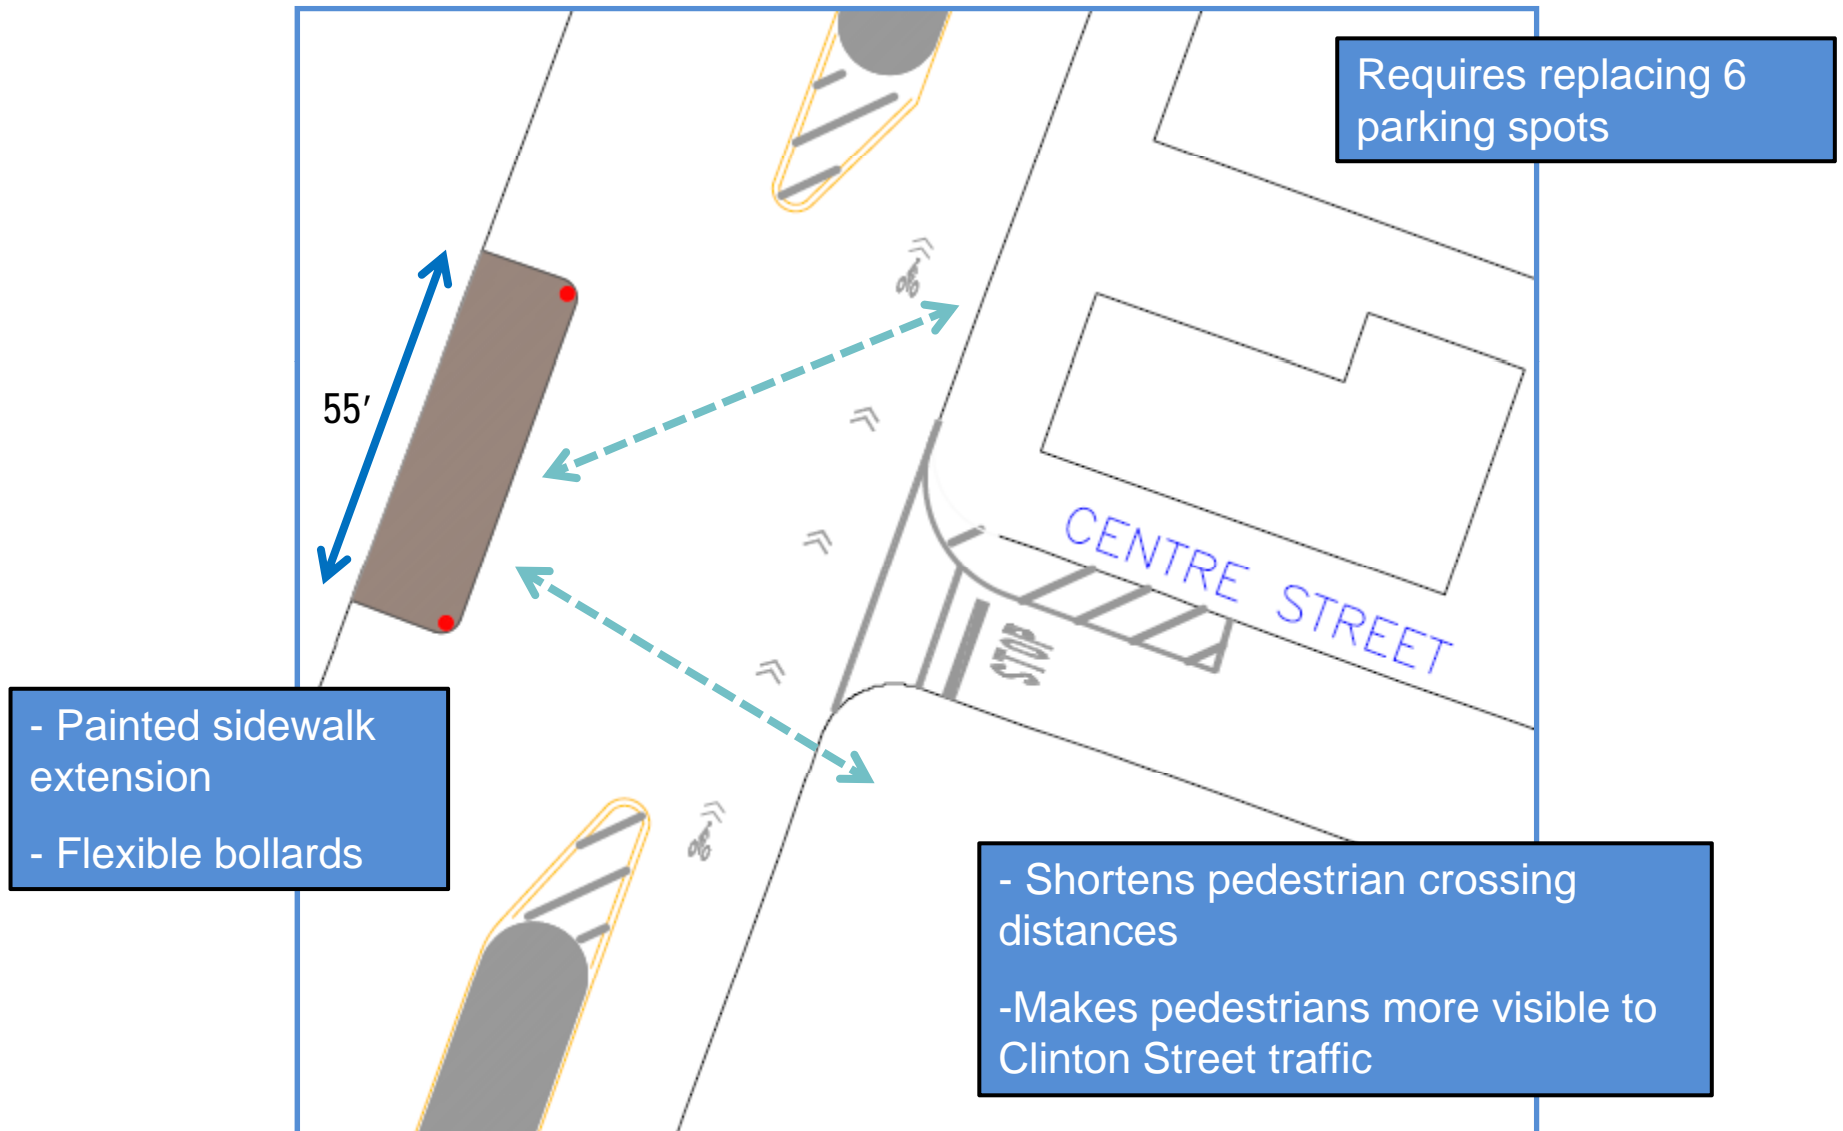 Requires replacing 6
parking spots
55'
CENTRE STREET
STOP
- Painted sidewalk
extension
- Flexible bollards
- Shortens pedestrian crossing
distances
-Makes pedestrians more visible to
Clinton Street traffic